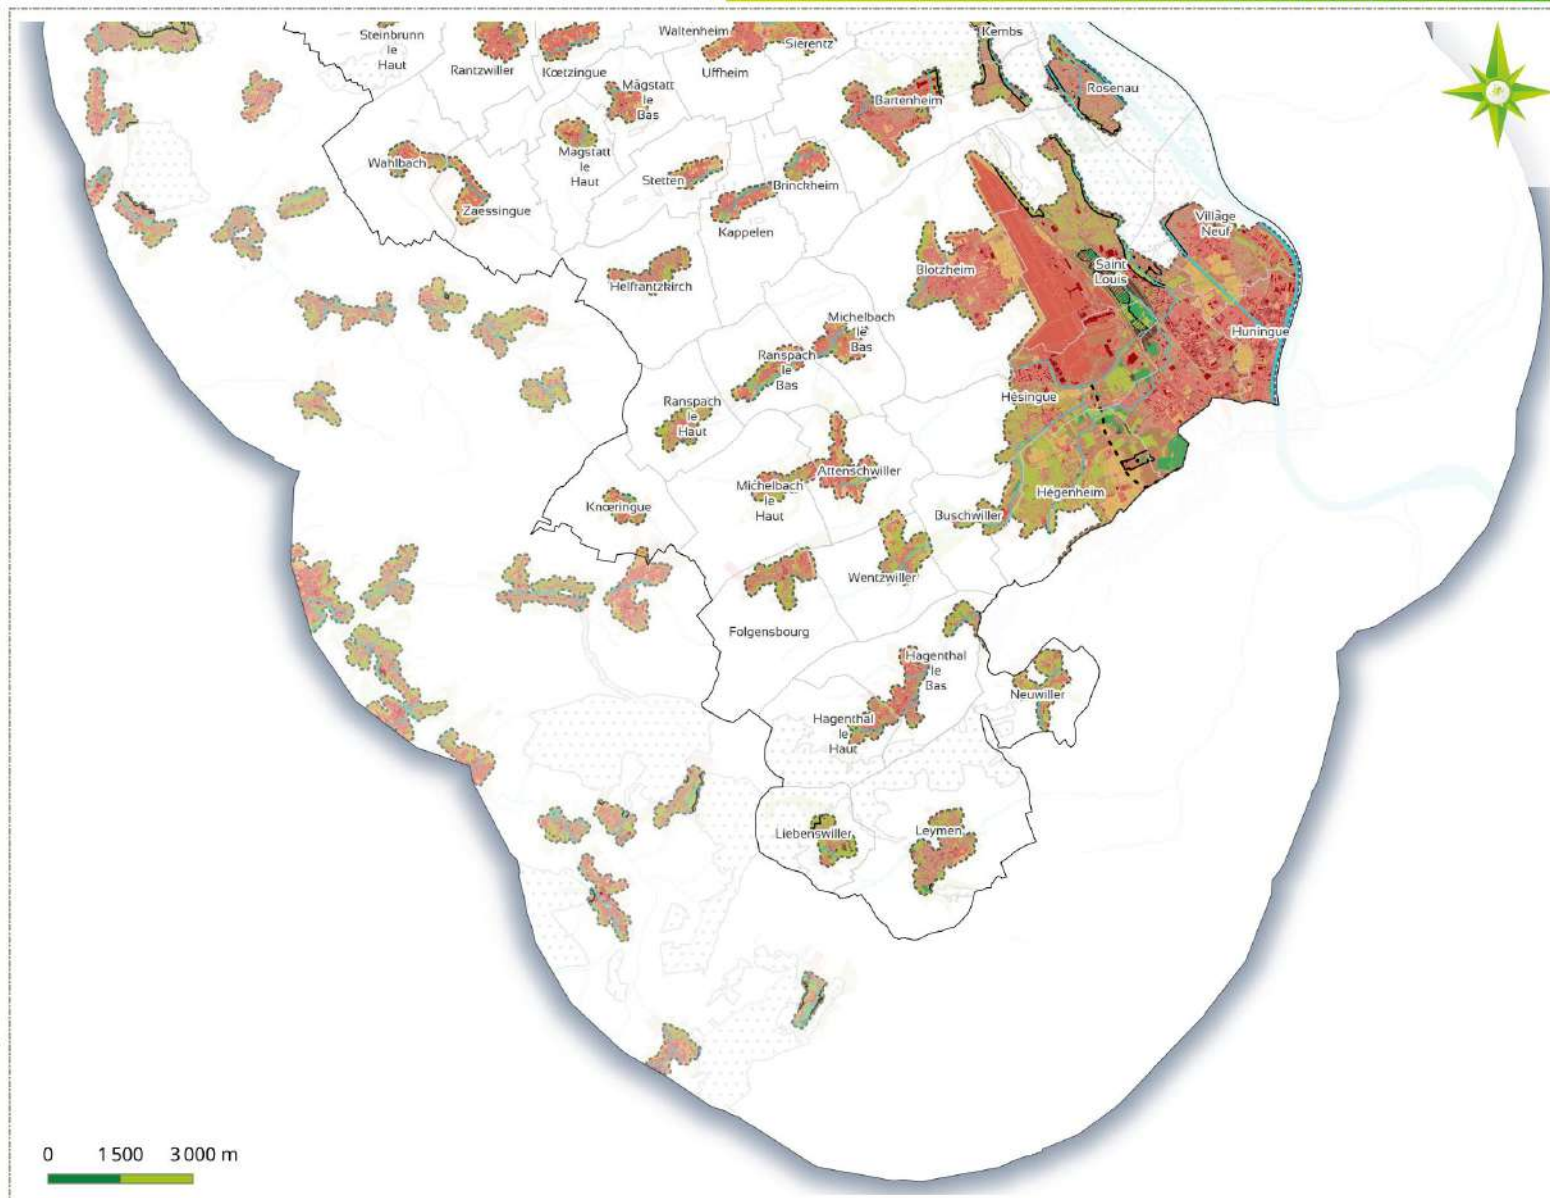 Steinbrunn
le
Haut
Rantzwiller
Kœtzingue
Waltenheim
Uffheim
Sierentz
Kembs
Rosenau
Bartenheim
Magstatt
le
Bas
Magstatt
le
Haut
Wahlbach
Zaessingue
Stetten
Brinckheim
Kappelen
Village
Neuf
Saint
Louis
Blotzheim
Helfrantzkirch
Huningue
Michelbach
le
Bas
Ranspach
le
Bas
Hésingue
Ranspach
le
Haut
Attenschwiller
Michelbach
le
Haut
Hégenheim
Knœringue
Buschwiller
Wentzwiller
Folgensbourg
Hagenthal
le
Bas
Neuwiller
Hagenthal
le
Haut
Liebenswiller
Leymen
0 1 500 3 000 m